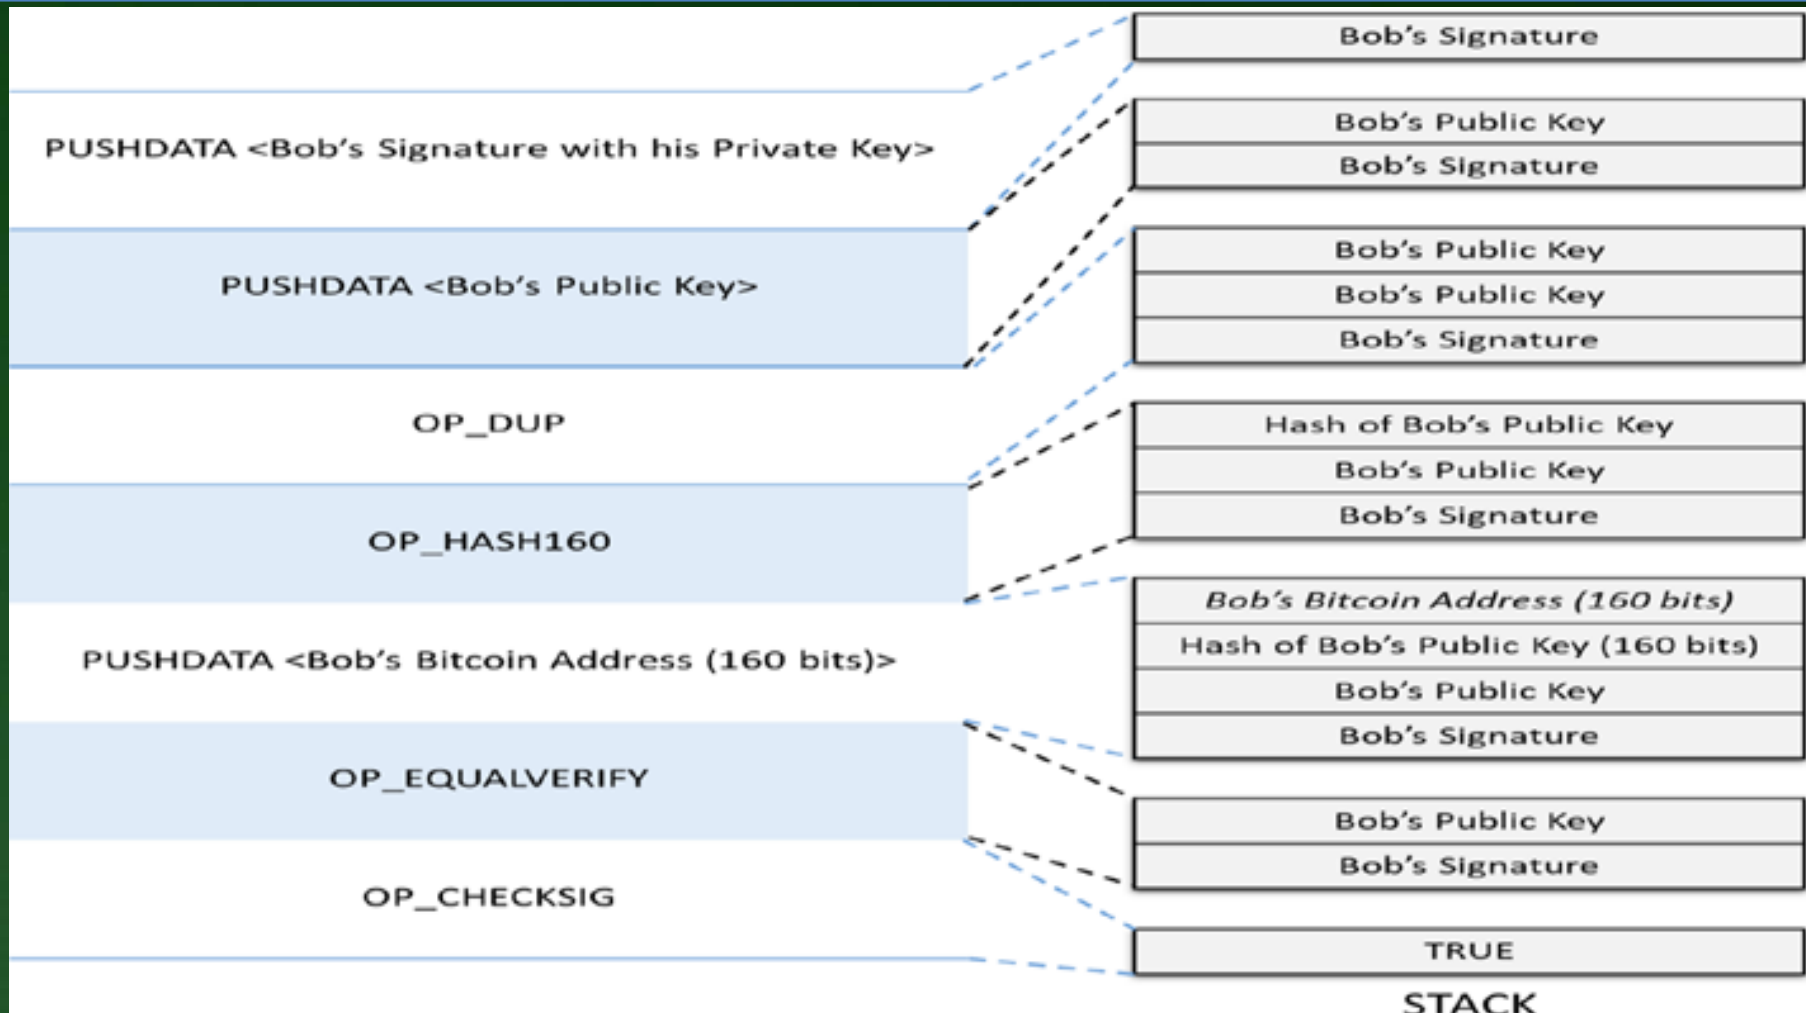 PUSHDATA <Bob's Signature with his Private Key>
PUSHDATA <Bob's Public Key>
OP_DUP
OP_HASH160
PUSHDATA <Bob's Bitcoin Address (160 bits)>
OP_EQUALVERIFY
OP_CHECKSIG
Bob's Signature
Bob's Public Key
Bob's Signature
Bob's Public Key
Bob's Public Key
Bob's Signature
Hash of Bob's Public Key
Bob's Public Key
Bob's Signature
Bob's Bitcoin Address (160 bits)
Hash of Bob's Public Key (160 bits)
Bob's Public Key
Bob's Signature
Bob's Public Key
Bob's Signature
TRUE
STACK